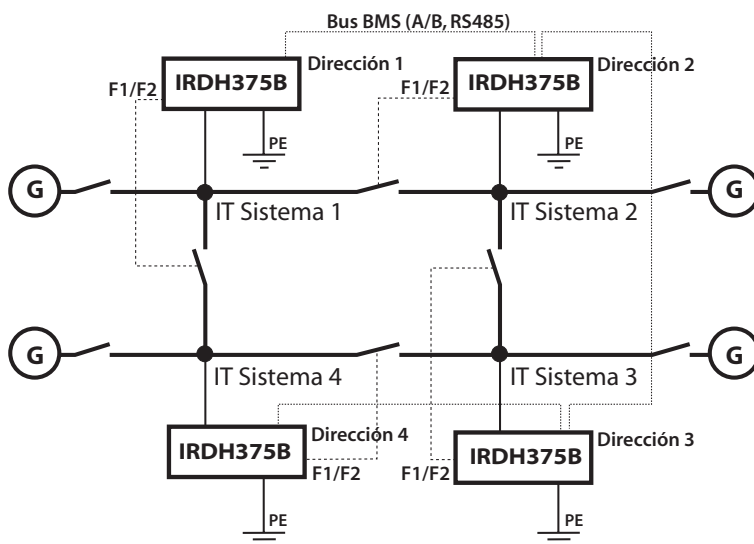 Bus BMS (A/B, RS485)
IRDH375B
Dirección 1
IRDH375B
Dirección 2
F1/F2
F1/F2
PE
PE
G
G
IT Sistema 1
IT Sistema 2
G
G
IT Sistema 4
IT Sistema 3
IRDH375B
Dirección 4
IRDH375B
Dirección 3
F1/F2
F1/F2
PE
PE